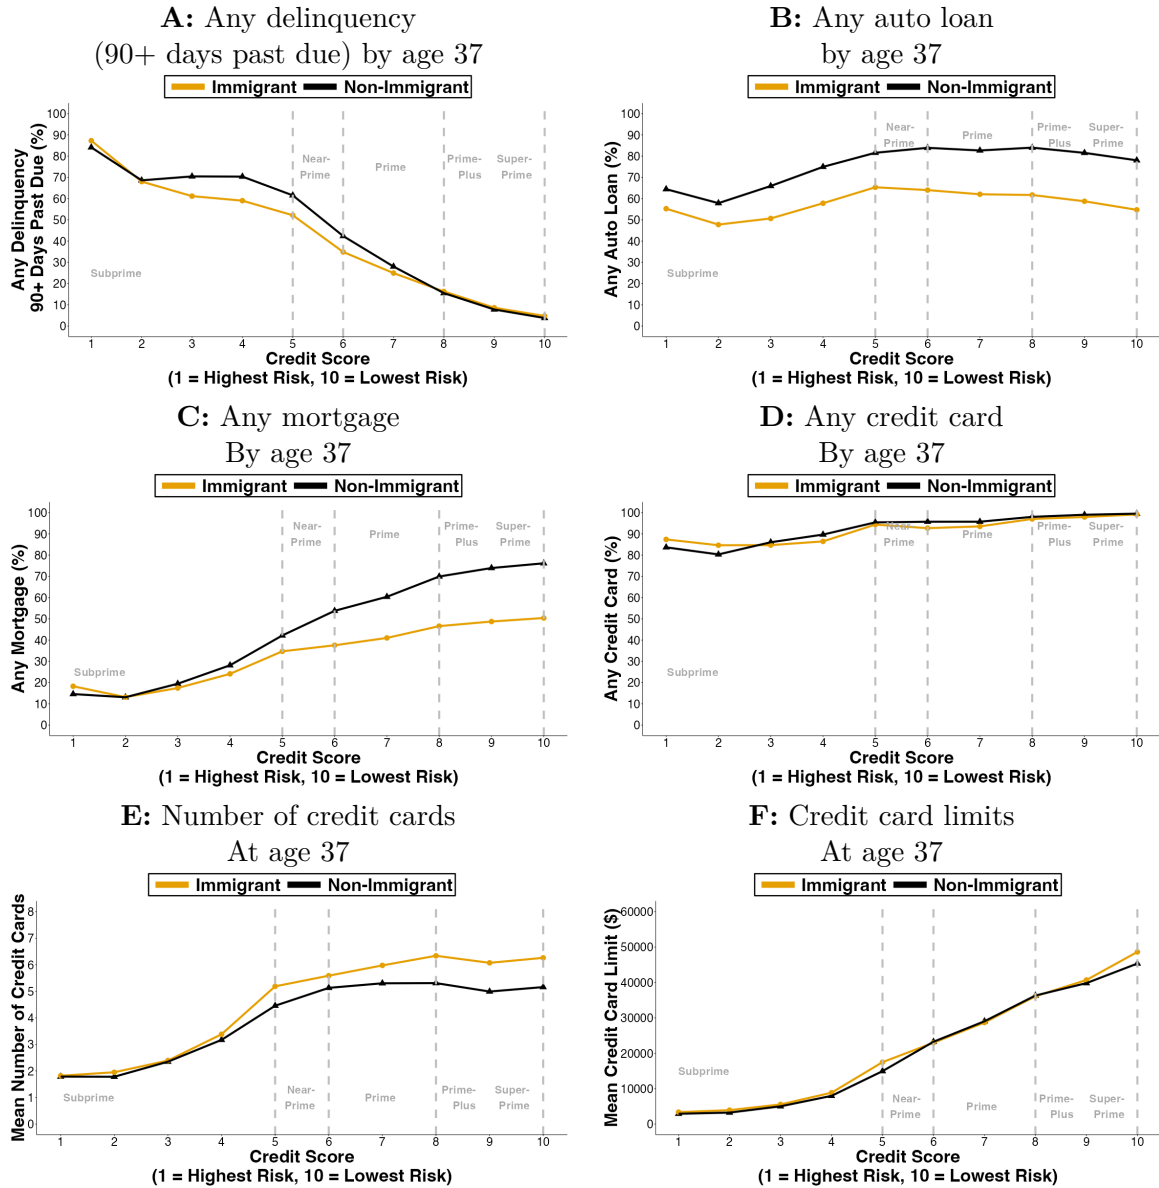 A: Any delinquency
(90+ days past due) by age 37
Immigrant Non-Immigrant
Any Delinquency
90+ Days Past Due (%)
100
90
80
70
60
50
40
30
20
10
0
Subprime
Near-
Prime
Prime
Prime-
Plus
Super-
Prime
1 2 3 4 5 6 7 8 9 10
Credit Score
(1 = Highest Risk, 10 = Lowest Risk)
B: Any auto loan
by age 37
Immigrant Non-Immigrant
Any Auto Loan (%)
100
90
80
70
60
50
40
30
20
10
0
Subprime
Near-
Prime
Prime
Prime-
Plus
Super-
Prime
1 2 3 4 5 6 7 8 9 10
Credit Score
(1 = Highest Risk, 10 = Lowest Risk)
C: Any mortgage
By age 37
Immigrant Non-Immigrant
Any Mortgage (%)
100
90
80
70
60
50
40
30
20
10
0
Subprime
Near-
Prime
Prime
Prime-
Plus
Super-
Prime
1 2 3 4 5 6 7 8 9 10
Credit Score
(1 = Highest Risk, 10 = Lowest Risk)
D: Any credit card
By age 37
Immigrant Non-Immigrant
Any Credit Card (%)
100
90
80
70
60
50
40
30
20
10
0
Subprime
Near-
Prime
Prime
Prime-
Plus
Super-
Prime
1 2 3 4 5 6 7 8 9 10
Credit Score
(1 = Highest Risk, 10 = Lowest Risk)
E: Number of credit cards
At age 37
Immigrant Non-Immigrant
Mean Number of Credit Cards
8
7
6
5
4
3
2
1
0
Subprime
Near-
Prime
Prime
Prime-
Plus
Super-
Prime
1 2 3 4 5 6 7 8 9 10
Credit Score
(1 = Highest Risk, 10 = Lowest Risk)
F: Credit card limits
At age 37
Immigrant Non-Immigrant
Mean Credit Card Limit ($)
60000
50000
40000
30000
20000
10000
0
Subprime
Near-
Prime
Prime
Prime-
Plus
Super-
Prime
1 2 3 4 5 6 7 8 9 10
Credit Score
(1 = Highest Risk, 10 = Lowest Risk)